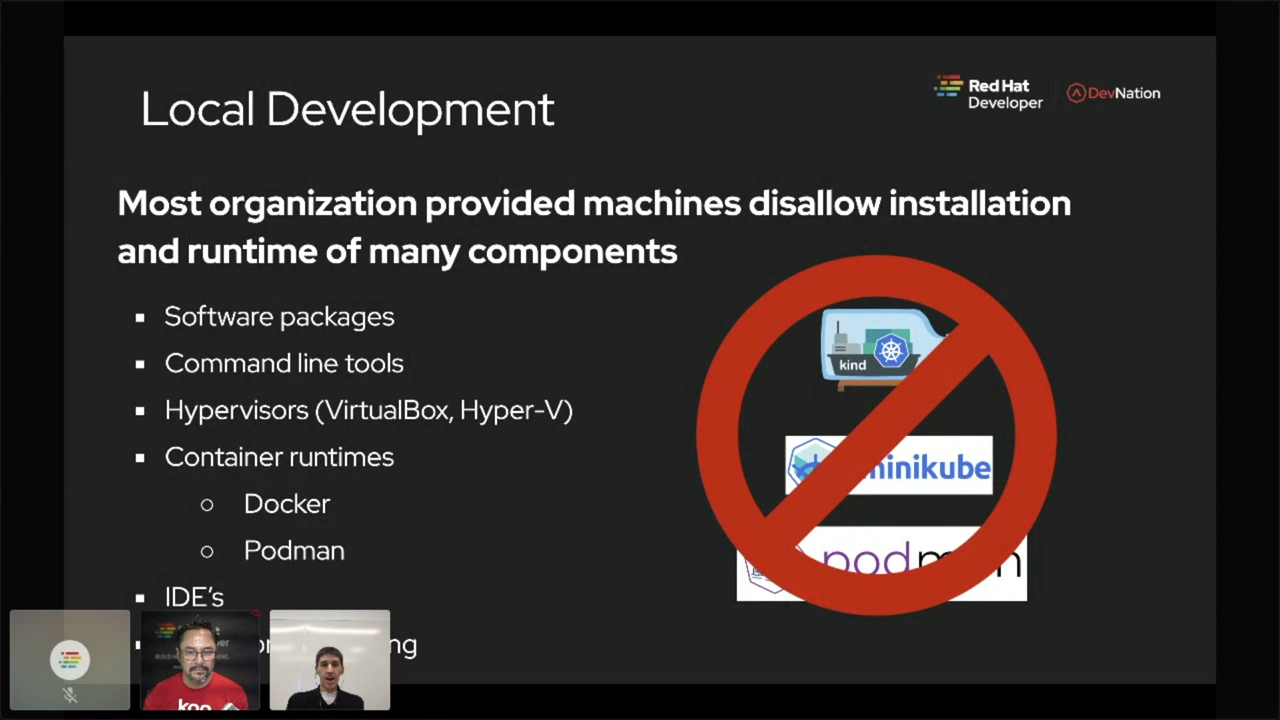 Local Development
Red Hat
Developer
DevNation
Most organization provided machines disallow installation
and runtime of many components
▪ Software packages
▪ Command line tools
▪ Hypervisors (VirtualBox, Hyper-V)
▪ Container runtimes
○ Docker
○ Podman
▪ IDE's
kind
minikube
podman